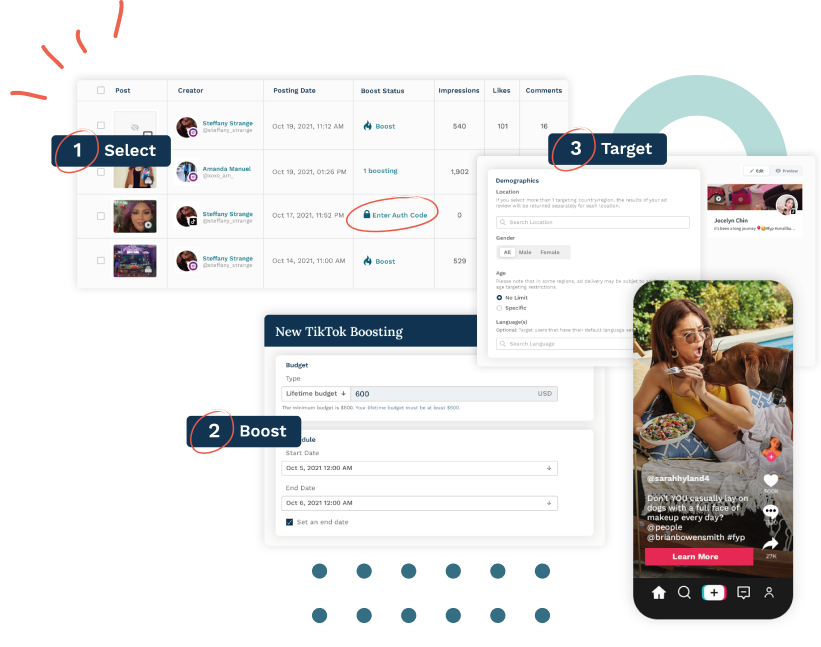 Post Creator Posting Date Boost Status Impressions Likes Comments
Steffany Strange
@steffany_strange
Oct 19, 2021, 11:12 AM
Boost
540
101
16
1 Select
Amanda Manuel
@xoxo_am_
Oct 19, 2021, 01:26 PM
1 boosting
1,902
Steffany Strange
@steffany_strange
Oct 17, 2021, 11:52 PM
Enter Auth Code
0
Steffany Strange
@steffany_strange
Oct 14, 2021, 11:00 AM
Boost
529
New TikTok Boosting
Budget
Type
Lifetime budget
600
USD
The minimum budget is $600. Your lifetime budget must be at least $600.
2 Boost
dule
Start Date
Oct 5, 2021 12:00 AM
End Date
Oct 6, 2021 12:00 AM
Set an end date
3 Target
Demographics
Location
If you select more than 1 targeting country/region, the results of your ad
review will be returned separately for each location.
Search Location
Gender
All Male Female
Age
Please note that in some regions, ad delivery may be subjet to
age targeting restrictions.
No Limit
Specific
Language(s)
Optional: Target users that have their default language
Search Language
Edit
Preview
Jocelyn Chin
it's been a long journey
@sarahhyland4
Don't YOU casually lay on
dogs with a full face of
makeup every day?
@people
@brianbowensmith #fyp
Learn More
27K